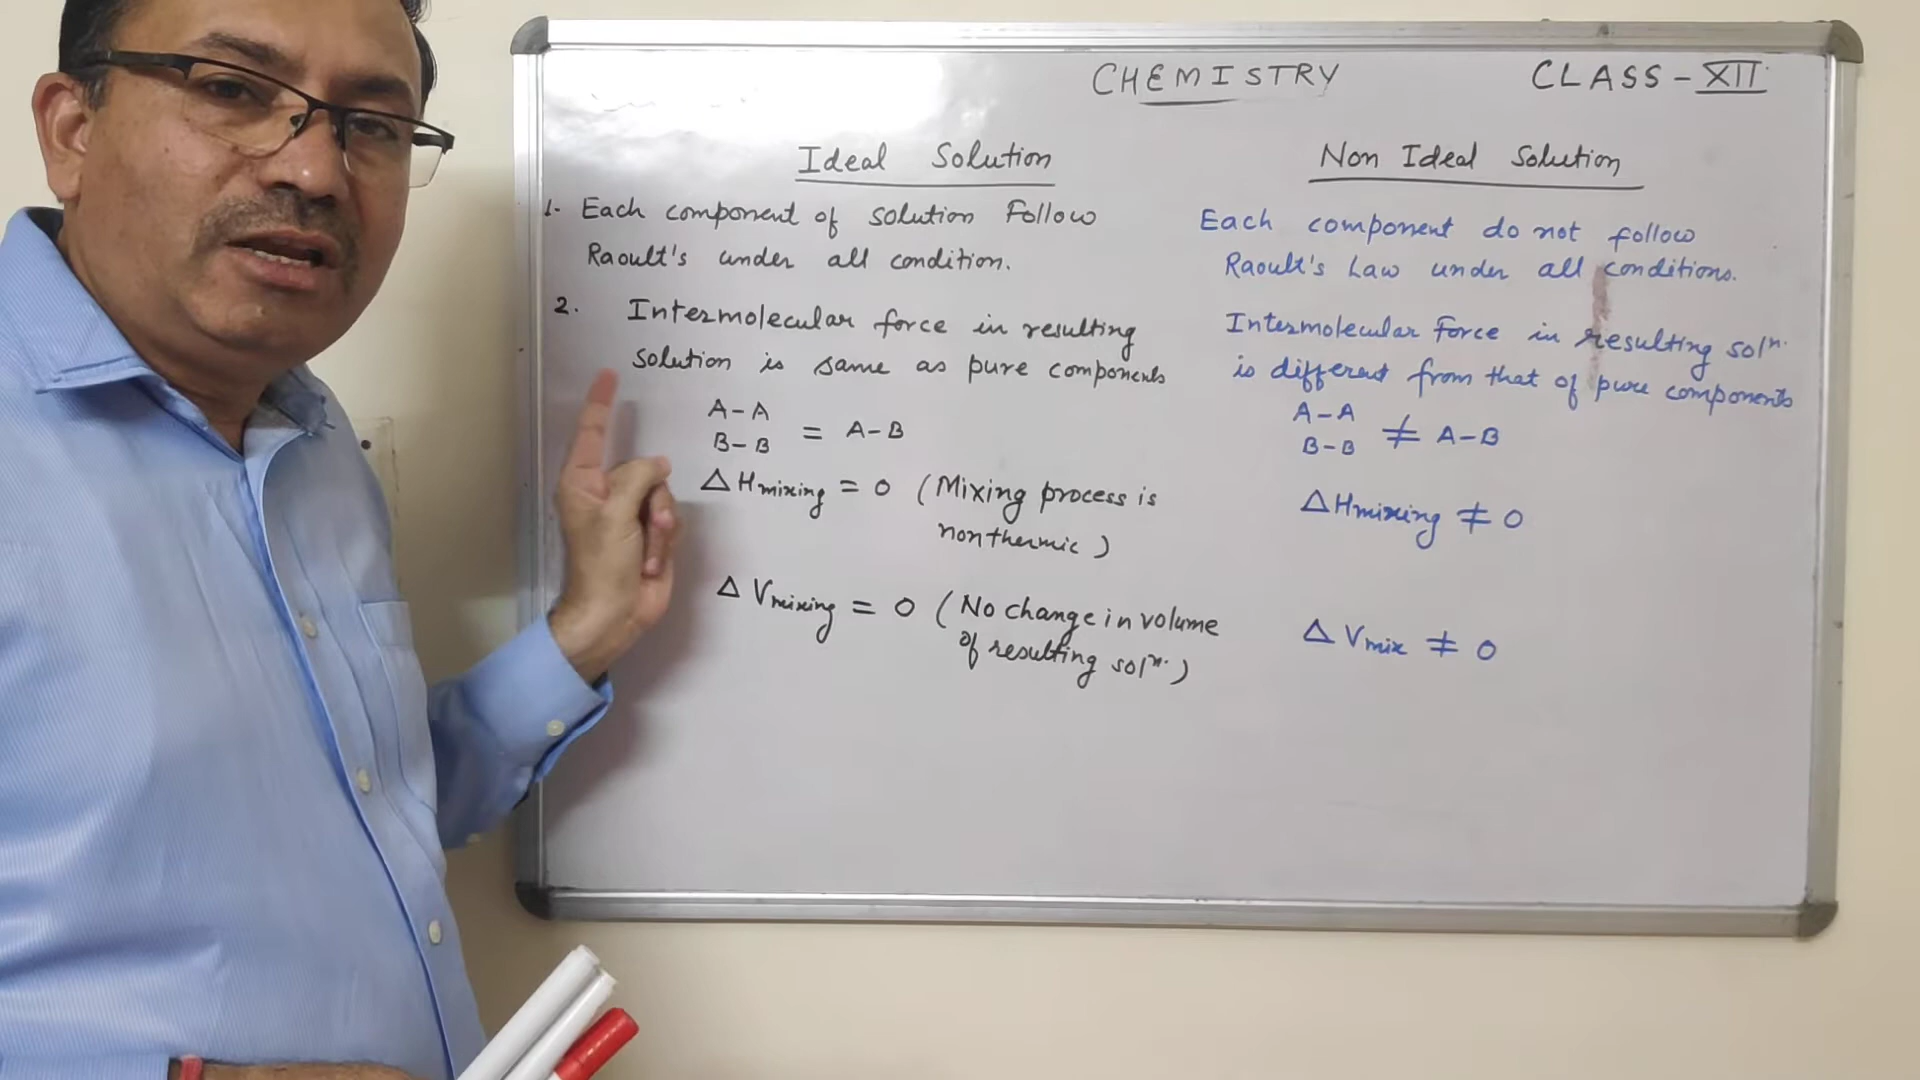 CHEMISTRY CLASS-XII
Ideal Solution
1. Each component of solution Follow
Raoult's under all condition.
2. Intermolecular force in resulting
solution is same as pure components
A-A
B-B = A-B
ΔHmixing = 0 (Mixing process is
nonthermic)
ΔVmixing = 0 (No change in volume
of resulting solⁿ.)
Non Ideal Solution
Each component do not follow
Raoult's Law under all conditions.
Intermolecular Force in resulting solⁿ.
is different from that of pure components
A-A
B-B ≠ A-B
ΔHmixing ≠ 0
ΔVmix ≠ 0